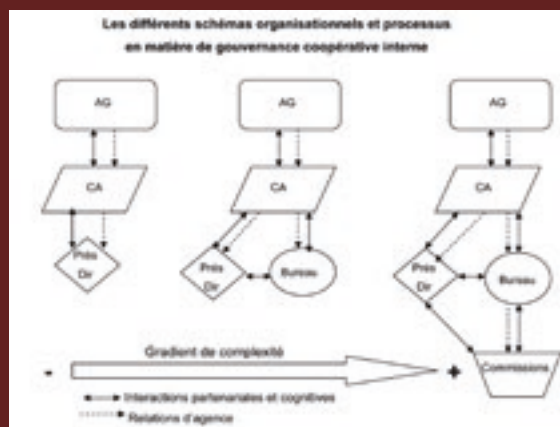 Les différents schémas organisationnels et processus
en matière de gouvernance coopérative interne
AG
AG
AG
CA
CA
CA
Prés
Dir
Prés
Dir
Bureau
Prés
Dir
Bureau
Gradient de complexité
-
+
Commissions
Interactions partenariales et cognitives
Relations d'agence